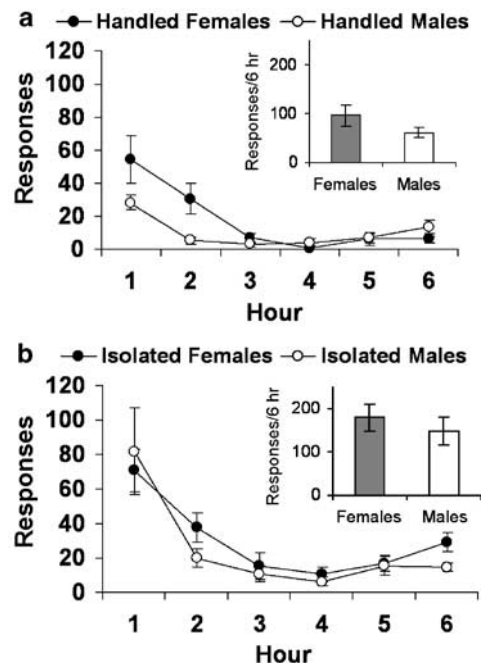 a
Handled Females Handled Males
120
100
80
60
40
20
0
Responses
1 2 3 4 5 6
Hour
Responses/6 hr
200
100
0
Females Males
b
Isolated Females Isolated Males
120
100
80
60
40
20
0
Responses
1 2 3 4 5 6
Hour
Responses/6 hr
200
100
0
Females Males